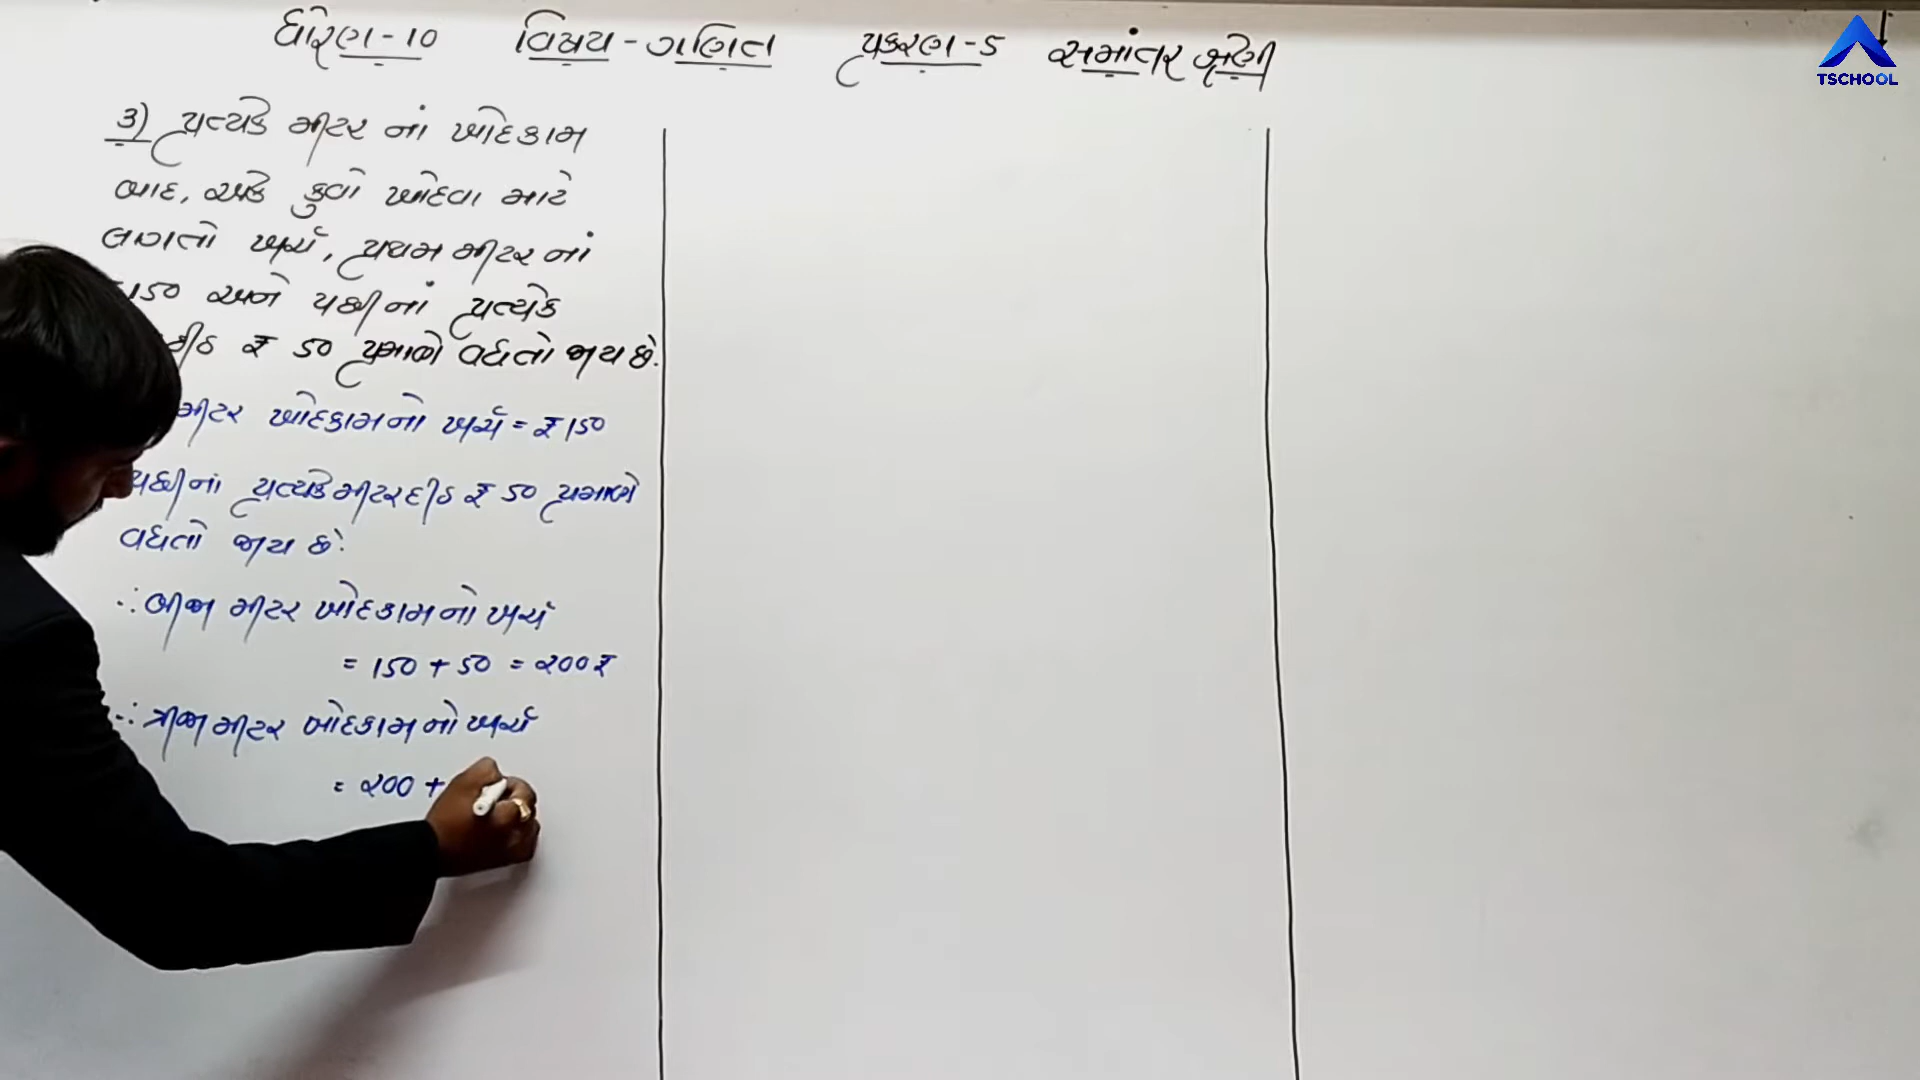 ધોરણ-10 વિષય-ગણિત પ્રકરણ-5 સમાંતર શ્રેણી
TSCHOOL
3) પ્રત્યેક મીટર નાં ખોદકામ
બાદ, એક કુવો ખોદવા માટે
લાગતો ખર્ચ, પ્રથમ મીટર નાં
150 અને પછીનાં પ્રત્યેક
દીઠ ₹ 50 પ્રમાણે વધતો જાય છે.
મીટર ખોદકામનો ખર્ચ = ₹150
પછીનાં પ્રત્યેક મીટર દીઠ ₹ 50 પ્રમાણે
વધતો જાય છે.
∴ બીજા મીટર ખોદકામ નો ખર્ચ
= 150 + 50 = 200 ₹
∴ ત્રીજા મીટર ખોદકામ નો ખર્ચ
= 200 +